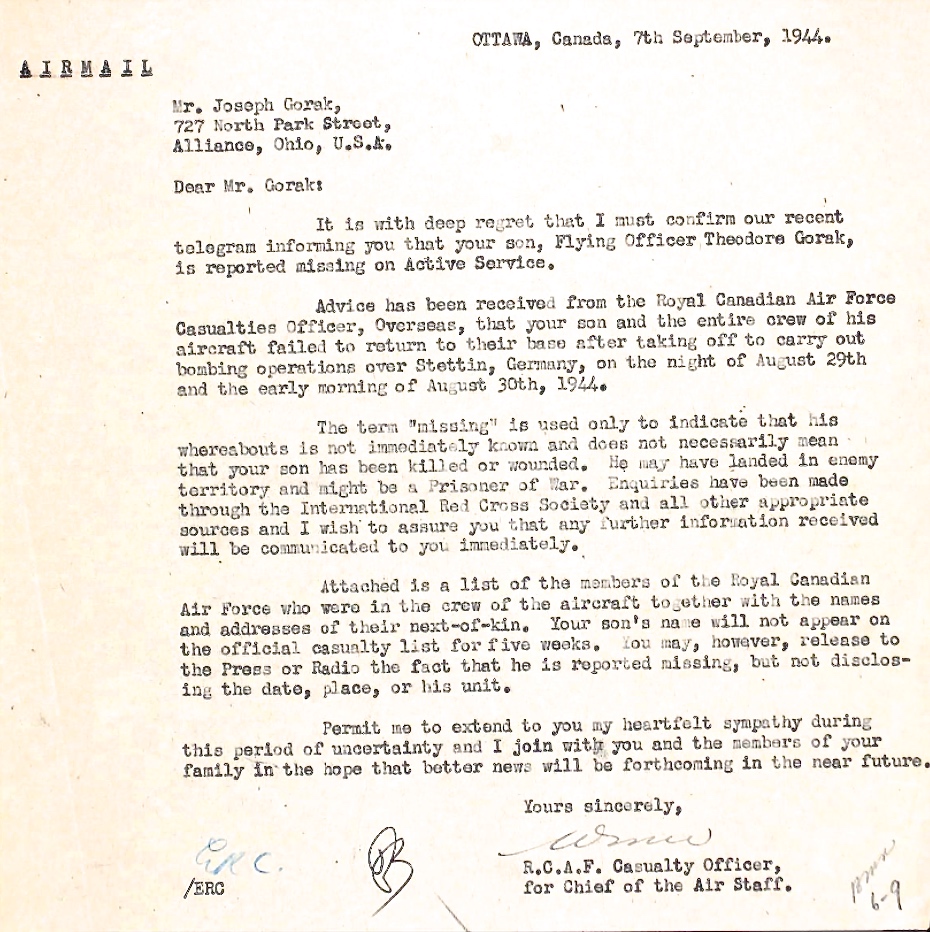 OTTAWA, Canada, 7th September, 1944.
AIRMAIL
Mr. Joseph Gorak,
727 North Park Street,
Alliance, Ohio, U.S.A.
Dear Mr. Gorak:
It is with deep regret that I must confirm our recent
telegram informing you that your son, Flying Officer Theodore Gorak,
is reported missing on Active Service.
Advice has been received from the Royal Canadian Air Force
Casualties Officer, Overseas, that your son and the entire crew of his
aircraft failed to return to their base after taking off to carry out
bombing operations over Stettin, Germany, on the night of August 29th
and the early morning of August 30th, 1944.
The term "missing" is used only to indicate that his
whereabouts is not immediately known and does not necessarily mean
that your son has been killed or wounded. He may have landed in enemy
territory and might be a Prisoner of War. Enquiries have been made
through the International Red Cross Society and all other appropriate
sources and I wish to assure you that any further information received
will be communicated to you immediately.
Attached is a list of the members of the Royal Canadian
Air Force who were in the crew of the aircraft together with the names
and addresses of their next-of-kin. Your son's name will not appear on
the official casualty list for five weeks. You may, however, release to
the Press or Radio the fact that he is reported missing, but not disclos-
ing the date, place, or his unit.
Permit me to extend to you my heartfelt sympathy during
this period of uncertainty and I join with you and the members of your
family in the hope that better news will be forthcoming in the near future.
Yours sincerely,
R.C.A.F. Casualty Officer,
for Chief of the Air Staff.
ERC.
/ERC
6-9